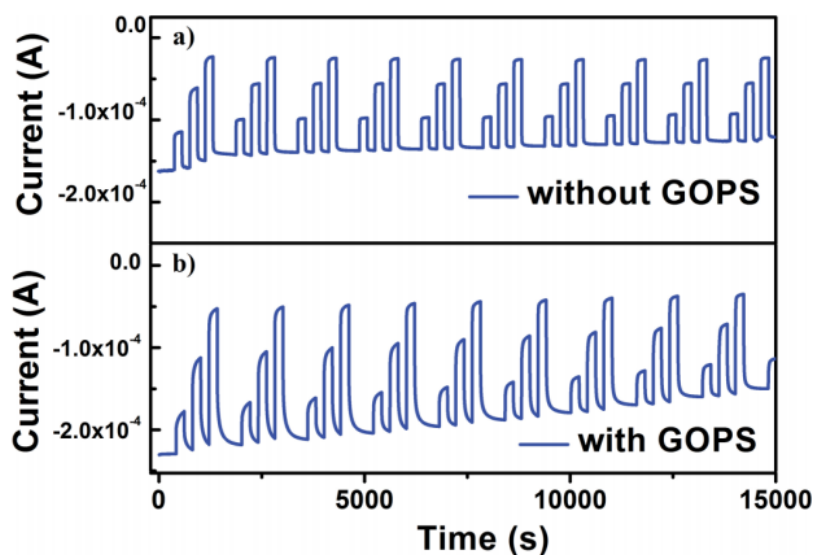 a)
0.0
-1.0x10⁻⁴
-2.0x10⁻⁴
Current (A)
without GOPS
b)
0.0
-1.0x10⁻⁴
-2.0x10⁻⁴
Current (A)
with GOPS
0 5000 10000 15000
Time (s)